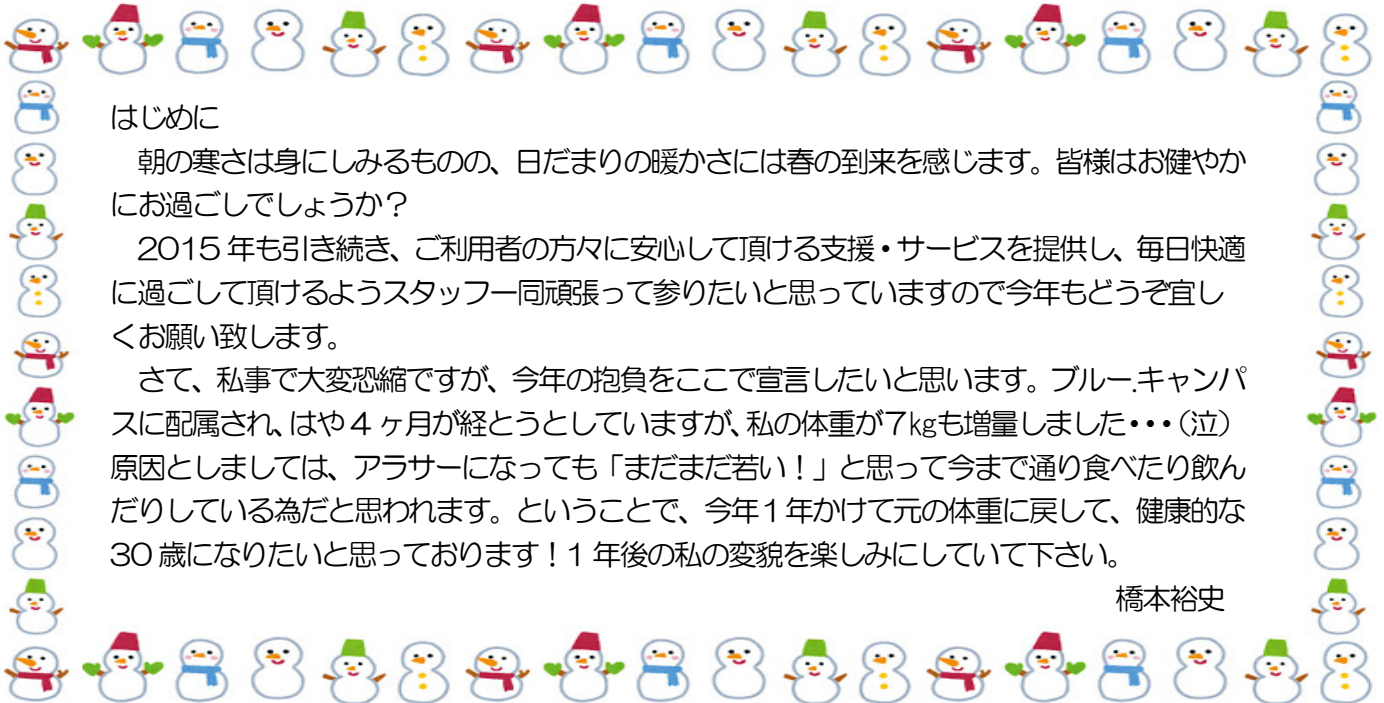 はじめに
　朝の寒さは身にしみるものの、日だまりの暖かさには春の到来を感じます。皆様はお健やか
にお過ごしでしょうか？
　2015 年も引き続き、ご利用者の方々に安心して頂ける支援・サービスを提供し、毎日快適
に過ごして頂けるようスタッフ一同頑張って参りたいと思っていますので今年もどうぞ宜し
くお願い致します。
　さて、私事で大変恐縮ですが、今年の抱負をここで宣言したいと思います。ブルー.キャンパ
スに配属され、はや４ヶ月が経とうとしていますが、私の体重が７kgも増量しました・・・（泣）
原因としましては、アラサーになっても「まだまだ若い！」と思って今まで通り食べたり飲ん
だりしている為だと思われます。ということで、今年１年かけて元の体重に戻して、健康的な
30 歳になりたいと思っております！1 年後の私の変貌を楽しみにしていて下さい。
橋本裕史